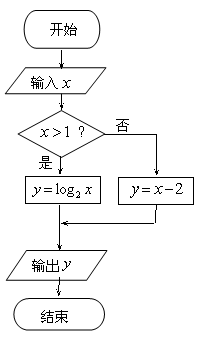 开始
输入 x
x>1 ?
否
是
y=log₂ x
y=x-2
输出 y
结束